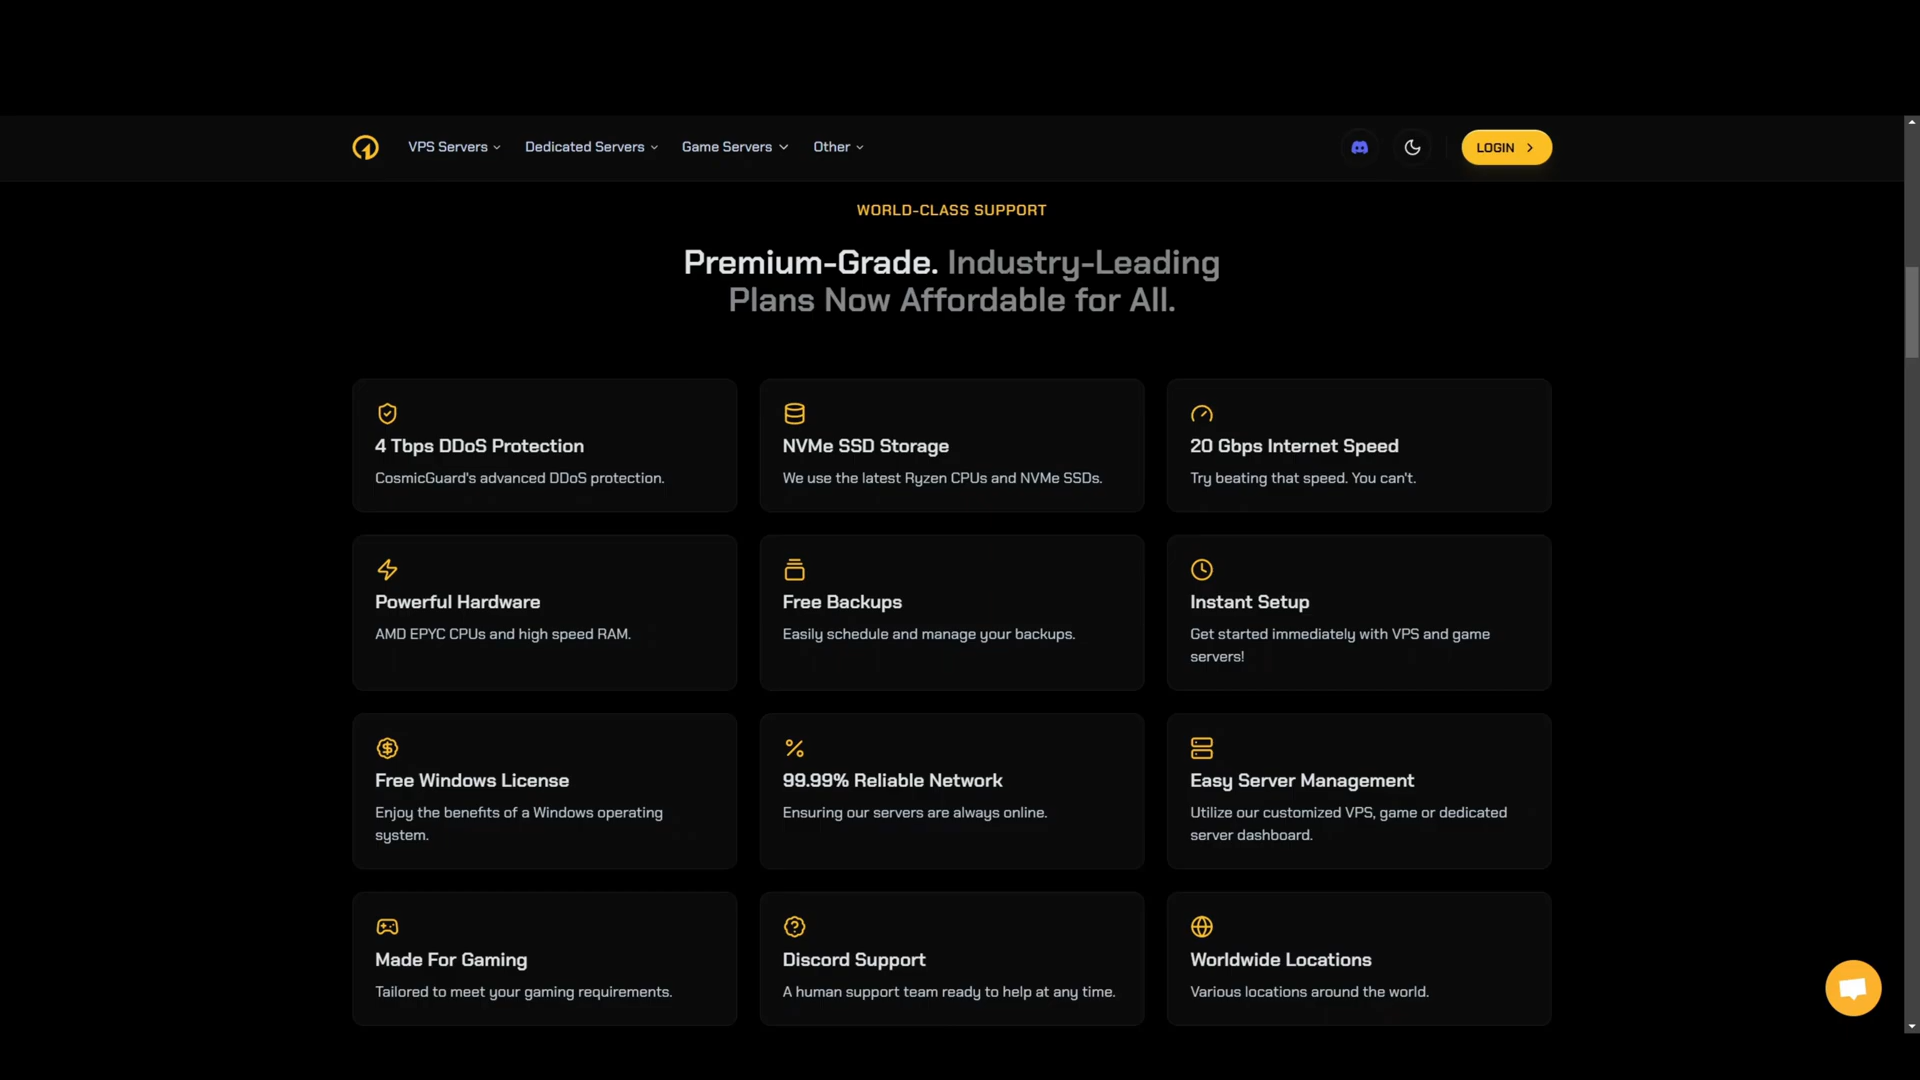 VPS Servers
Dedicated Servers
Game Servers
Other
LOGIN
WORLD-CLASS SUPPORT
Premium-Grade. Industry-Leading
Plans Now Affordable for All.
4 Tbps DDoS Protection
CosmicGuard's advanced DDoS protection.
NVMe SSD Storage
We use the latest Ryzen CPUs and NVMe SSDs.
20 Gbps Internet Speed
Try beating that speed. You can't.
Powerful Hardware
AMD EPYC CPUs and high speed RAM.
Free Backups
Easily schedule and manage your backups.
Instant Setup
Get started immediately with VPS and game
servers!
Free Windows License
Enjoy the benefits of a Windows operating
system.
99.99% Reliable Network
Ensuring our servers are always online.
Easy Server Management
Utilize our customized VPS, game or dedicated
server dashboard.
Made For Gaming
Tailored to meet your gaming requirements.
Discord Support
A human support team ready to help at any time.
Worldwide Locations
Various locations around the world.